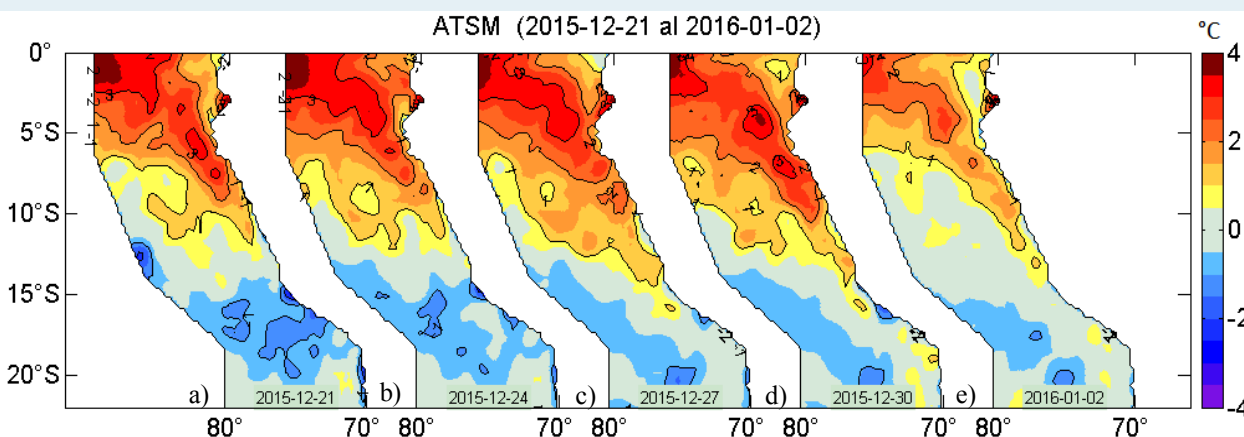 ATSM (2015-12-21 al 2016-01-02)
°C
0°
5°S
10°S
15°S
20°S
4
2
0
-2
-4
a) 2015-12-21
b) 2015-12-24
c) 2015-12-27
d) 2015-12-30
e) 2016-01-02
80° 70° 80° 70° 80° 70° 80° 70° 80° 70°